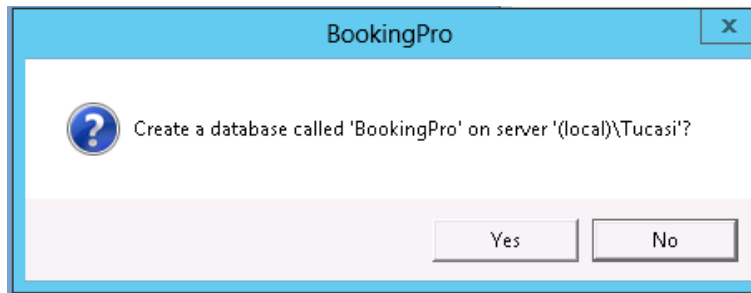 BookingPro
x
Create a database called 'BookingPro' on server '(local)\Tucasi'?
Yes
No